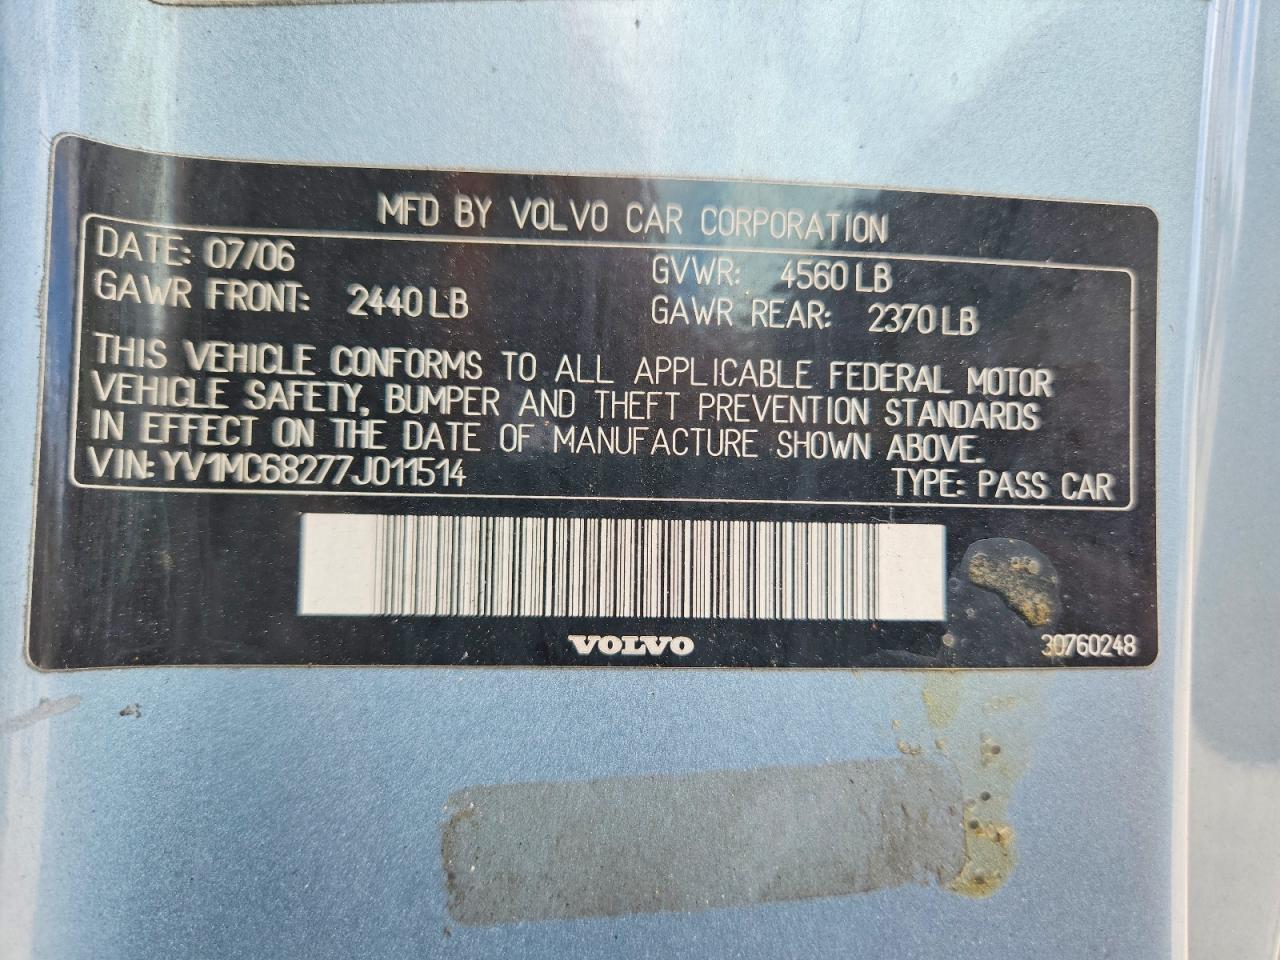 MFD BY VOLVO CAR CORPORATION
DATE: 07/06 GVWR: 4560 LB
GAWR FRONT: 2440 LB GAWR REAR: 2370 LB
THIS VEHICLE CONFORMS TO ALL APPLICABLE FEDERAL MOTOR
VEHICLE SAFETY, BUMPER AND THEFT PREVENTION STANDARDS
IN EFFECT ON THE DATE OF MANUFACTURE SHOWN ABOVE.
VIN: YV1MC68277J011514 TYPE: PASS CAR
VOLVO
30760248